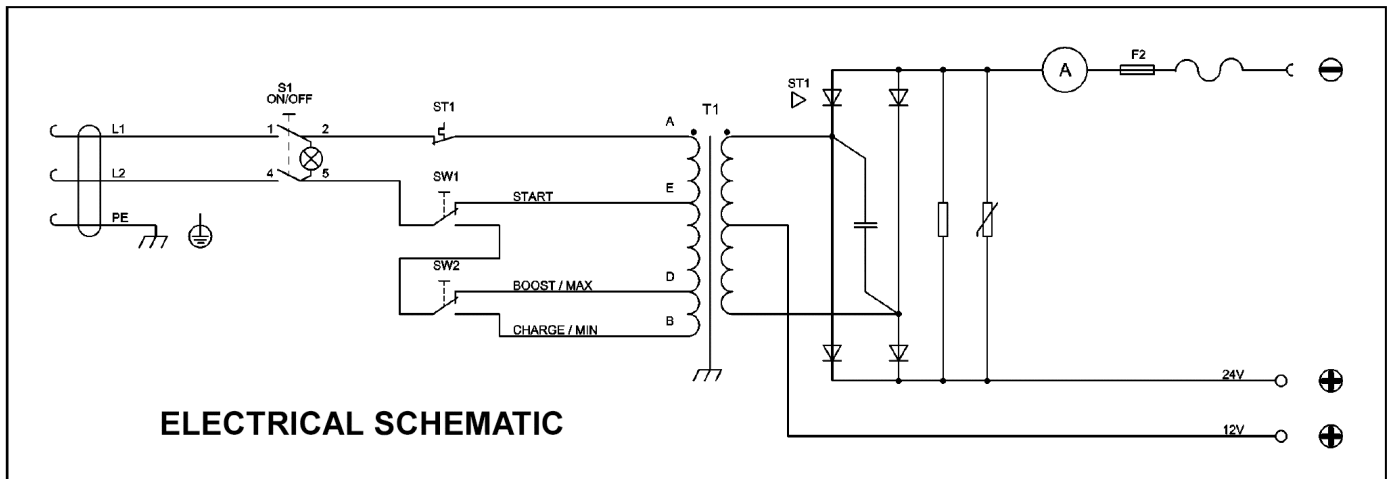 F2
A
S1
ON/OFF
ST1
ST1
T1
A
L1
1
2
L2
4
5
SW1
E
START
PE
SW2
D
BOOST / MAX
B
CHARGE / MIN
24V
12V
ELECTRICAL SCHEMATIC